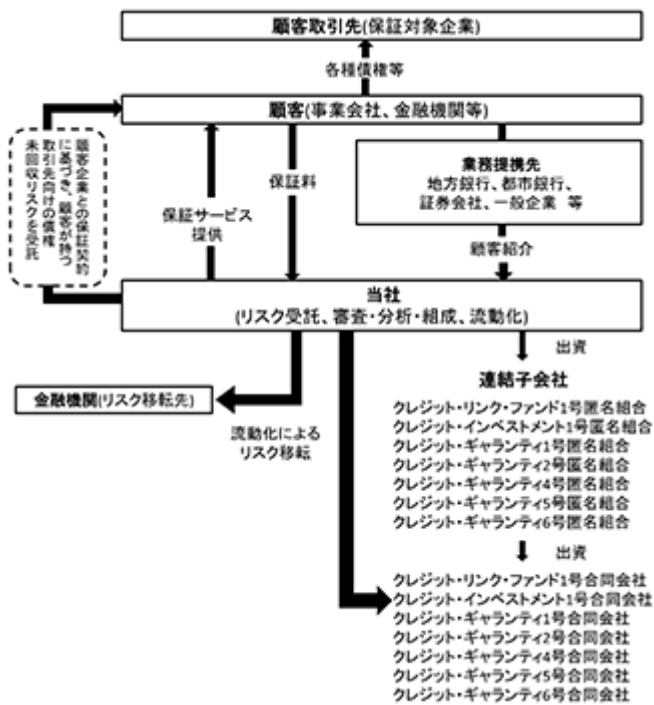 顧客取引先(保証対象企業)
各種債権等
顧客(事業会社、金融機関等)
顧客企業との保証契約
に基づき、顧客が持つ
取引先向けの債権
未回収リスクを受託
保証サービス
提供
保証料
業務提携先
地方銀行、都市銀行、
証券会社、一般企業 等
顧客紹介
当社
(リスク受託、審査・分析・組成、流動化)
出資
連結子会社
金融機関(リスク移転先)
流動化による
リスク移転
クレジット・リンク・ファンド1号匿名組合
クレジット・インベストメント1号匿名組合
クレジット・ギャランティ1号匿名組合
クレジット・ギャランティ2号匿名組合
クレジット・ギャランティ4号匿名組合
クレジット・ギャランティ5号匿名組合
クレジット・ギャランティ6号匿名組合
出資
クレジット・リンク・ファンド1号合同会社
クレジット・インベストメント1号合同会社
クレジット・ギャランティ1号合同会社
クレジット・ギャランティ2号合同会社
クレジット・ギャランティ4号合同会社
クレジット・ギャランティ5号合同会社
クレジット・ギャランティ6号合同会社